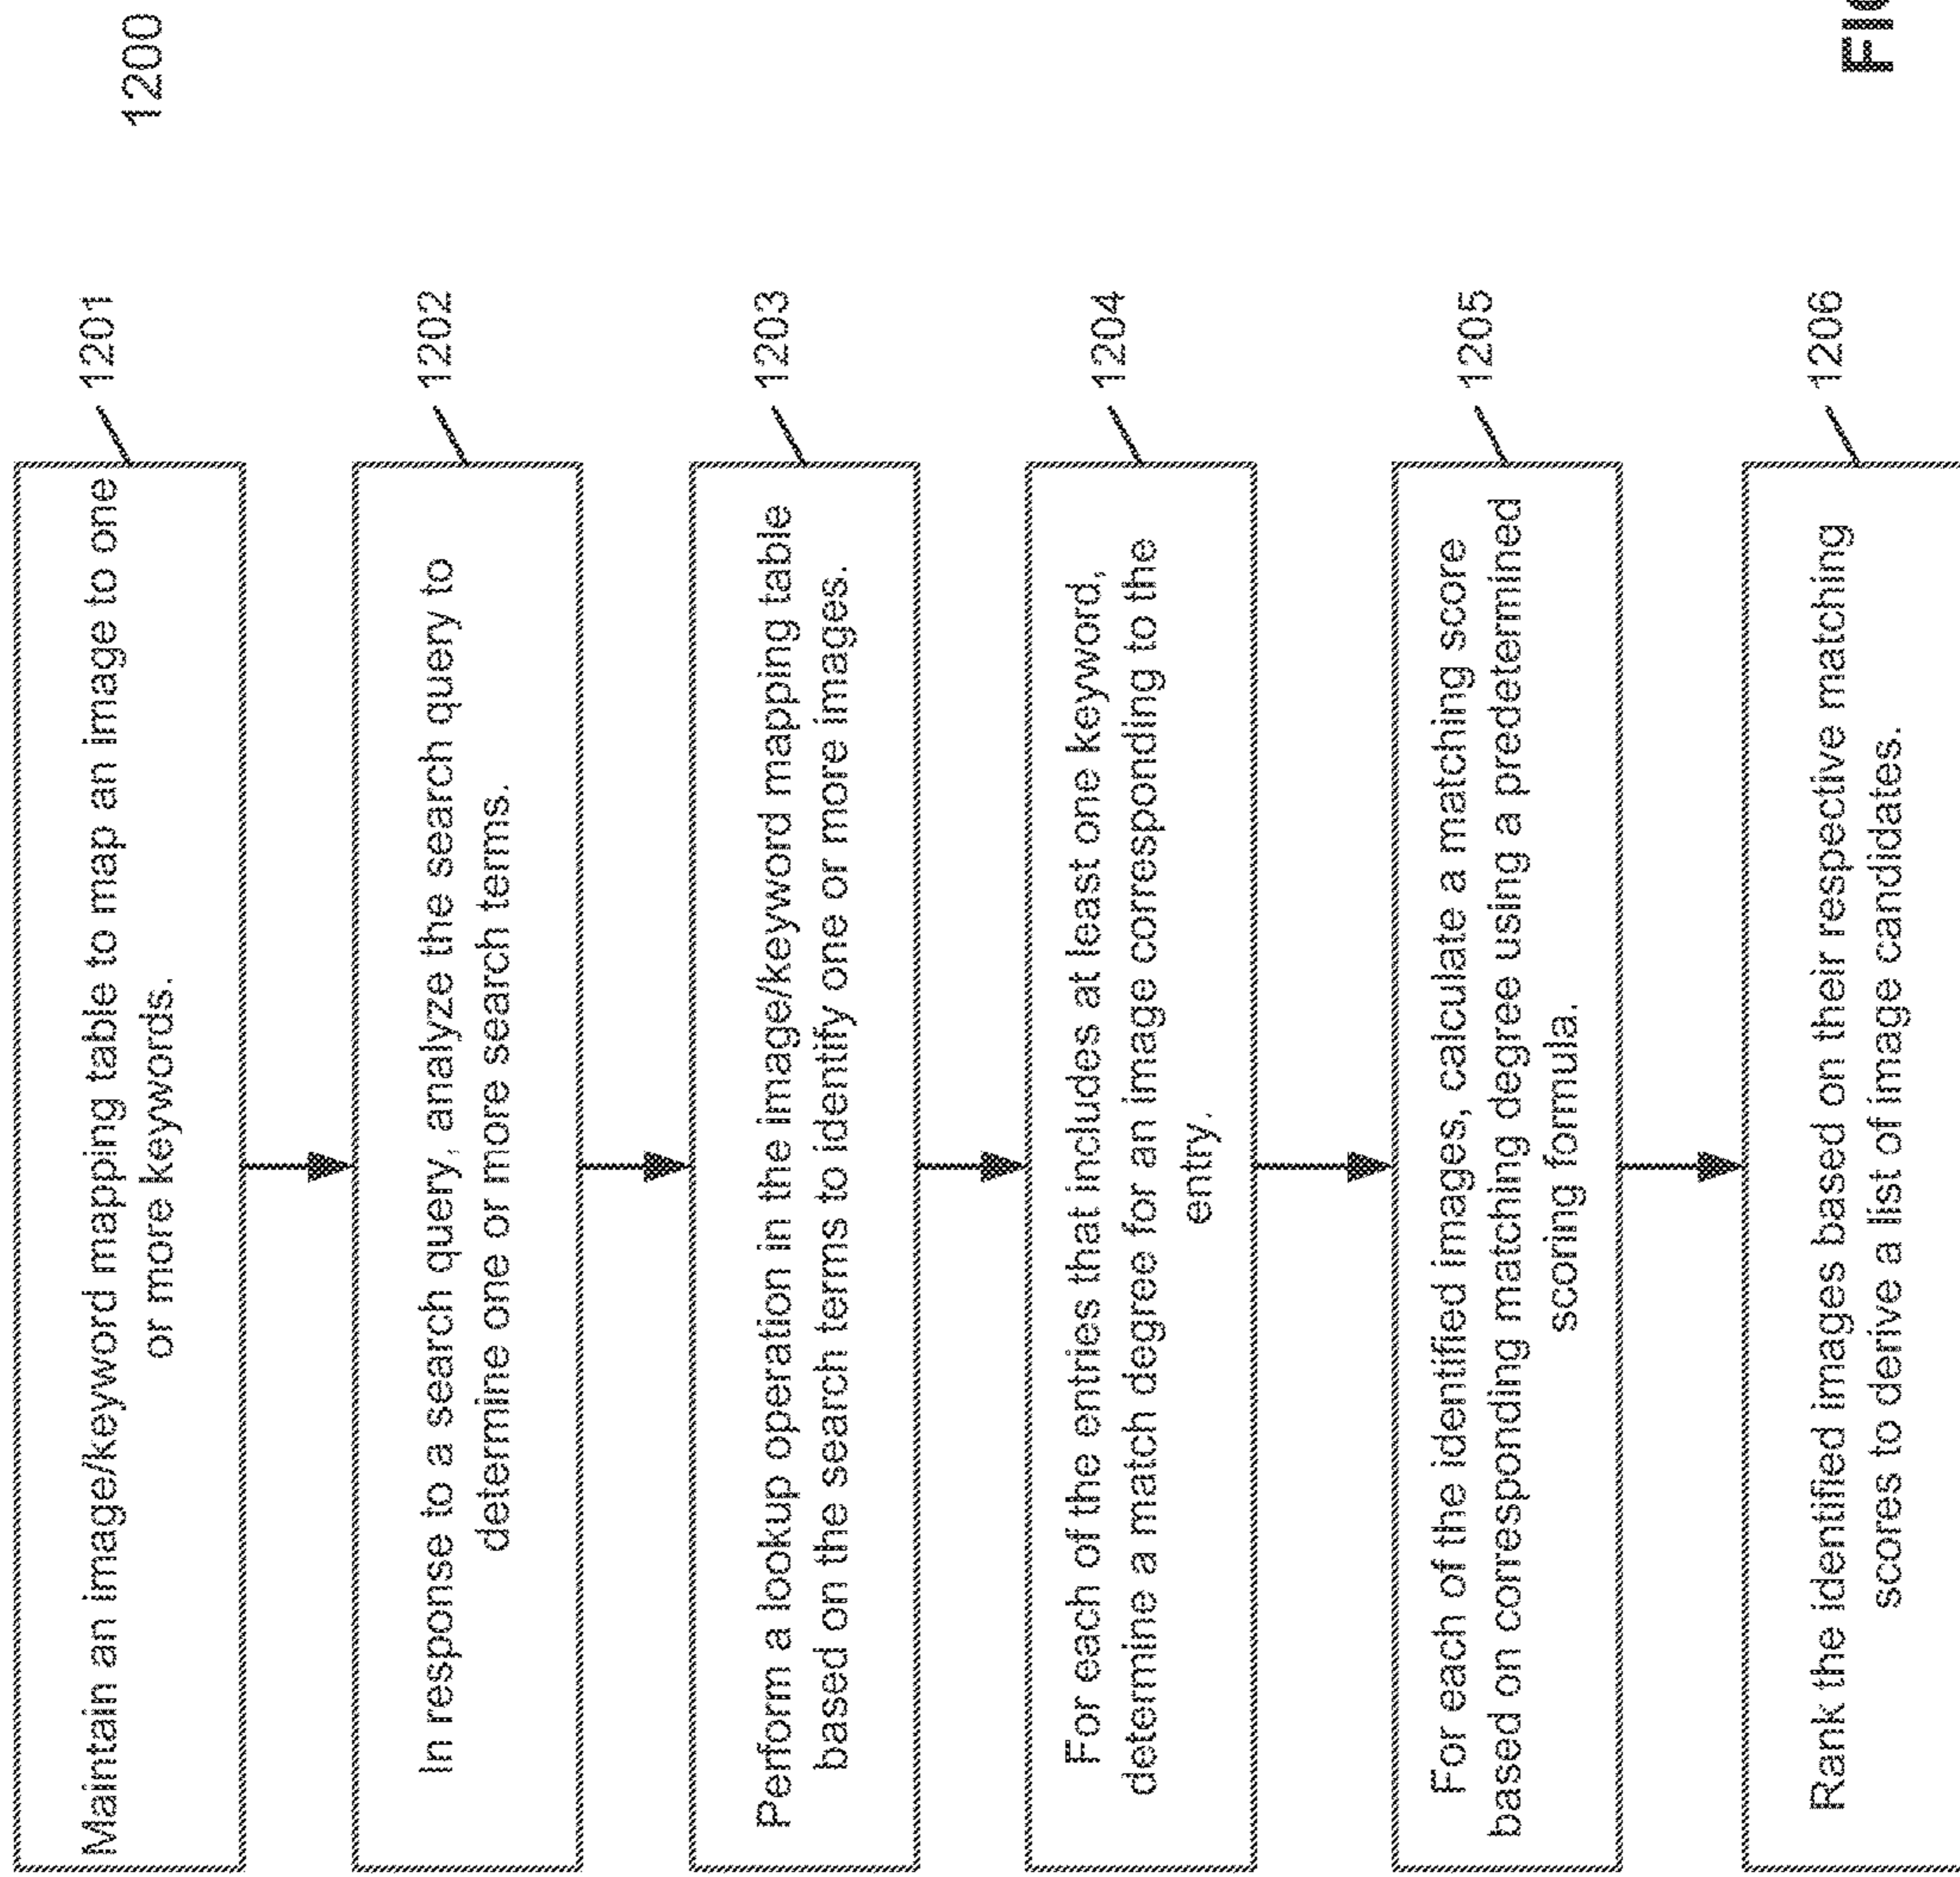 1200
Maintain an image/keyword mapping table to map an image to one
or more keywords.
1201
In response to a search query, analyze the search query to
determine one or more search terms.
1202
Perform a lookup operation in the image/keyword mapping table
based on the search terms to identify one or more images.
1203
For each of the entries that includes at least one keyword,
determine a match degree for an image corresponding to the
entry.
1204
For each of the identified images, calculate a matching score
based on corresponding matching degree using a predetermined
scoring formula.
1205
Rank the identified images based on their respective matching
scores to derive a list of image candidates.
1206